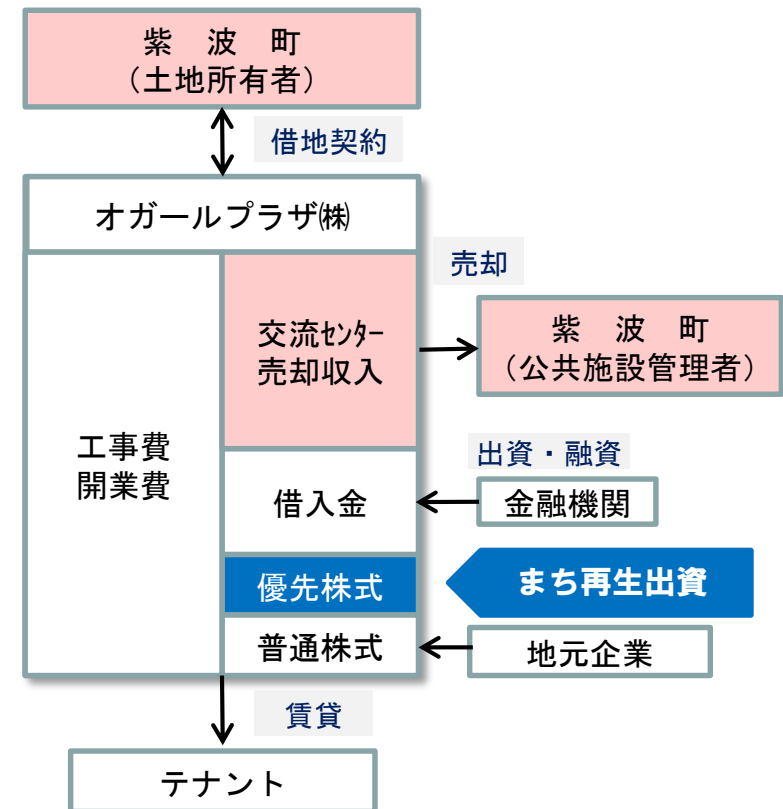 紫　波　町
（土地所有者）
借地契約
オガールプラザ㈱
売却
交流ｾﾝﾀｰ
売却収入
紫　波　町
（公共施設管理者）
工事費
開業費
出資・融資
借入金
金融機関
優先株式
まち再生出資
普通株式
地元企業
賃貸
テナント